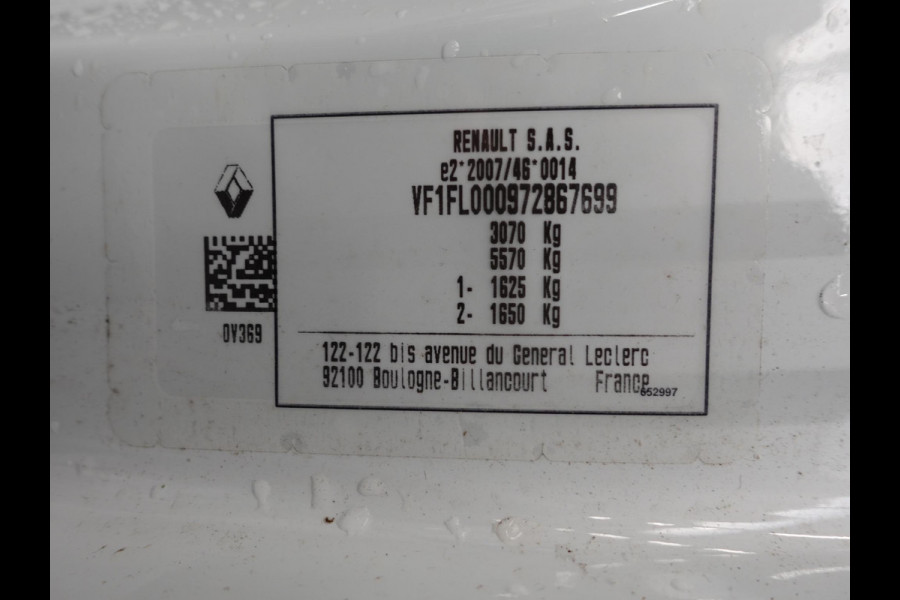 RENAULT S.A.S.
e2*2007/46*0014
VF1FL000972867699
3070 Kg
5570 Kg
1- 1625 Kg
2- 1650 Kg
0V369
122-122 bis avenue du General Leclerc
92100 Boulogne-Billancourt France
652997